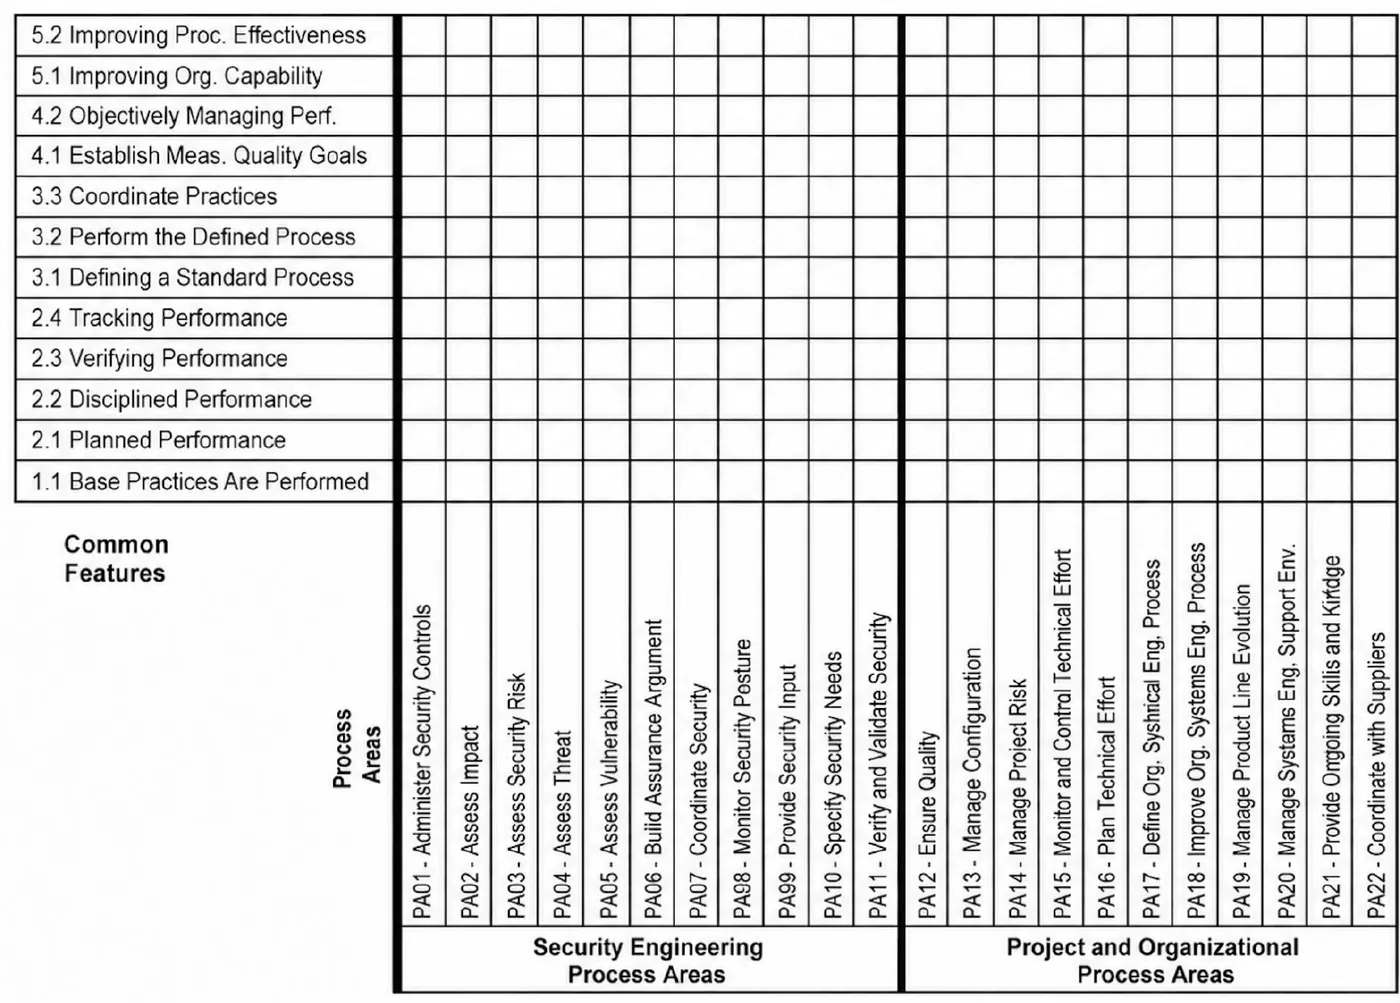 5.2 Improving Proc. Effectiveness
5.1 Improving Org. Capability
4.2 Objectively Managing Perf.
4.1 Establish Meas. Quality Goals
3.3 Coordinate Practices
3.2 Perform the Defined Process
3.1 Defining a Standard Process
2.4 Tracking Performance
2.3 Verifying Performance
2.2 Disciplined Performance
2.1 Planned Performance
1.1 Base Practices Are Performed
Common
Features
Process
Areas
PA01 - Administer Security Controls
PA02 - Assess Impact
PA03 - Assess Security Risk
PA04 - Assess Threat
PA05 - Assess Vulnerability
PA06 - Build Assurance Argument
PA07 - Coordinate Security
PA98 - Monitor Security Posture
PA99 - Provide Security Input
PA10 - Specify Security Needs
PA11 - Verify and Validate Security
PA12 - Ensure Quality
PA13 - Manage Configuration
PA14 - Manage Project Risk
PA15 - Monitor and Control Technical Effort
PA16 - Plan Technical Effort
PA17 - Define Org. Syshrical Eng. Process
PA18 - Improve Org. Systems Eng. Process
PA19 - Manage Product Line Evolution
PA20 - Manage Systems Eng. Support Env.
PA21 - Provide Ongoing Skills and
PA22 - Coordinate with Suppliers
Security Engineering
Process Areas
Project and Organizational
Process Areas